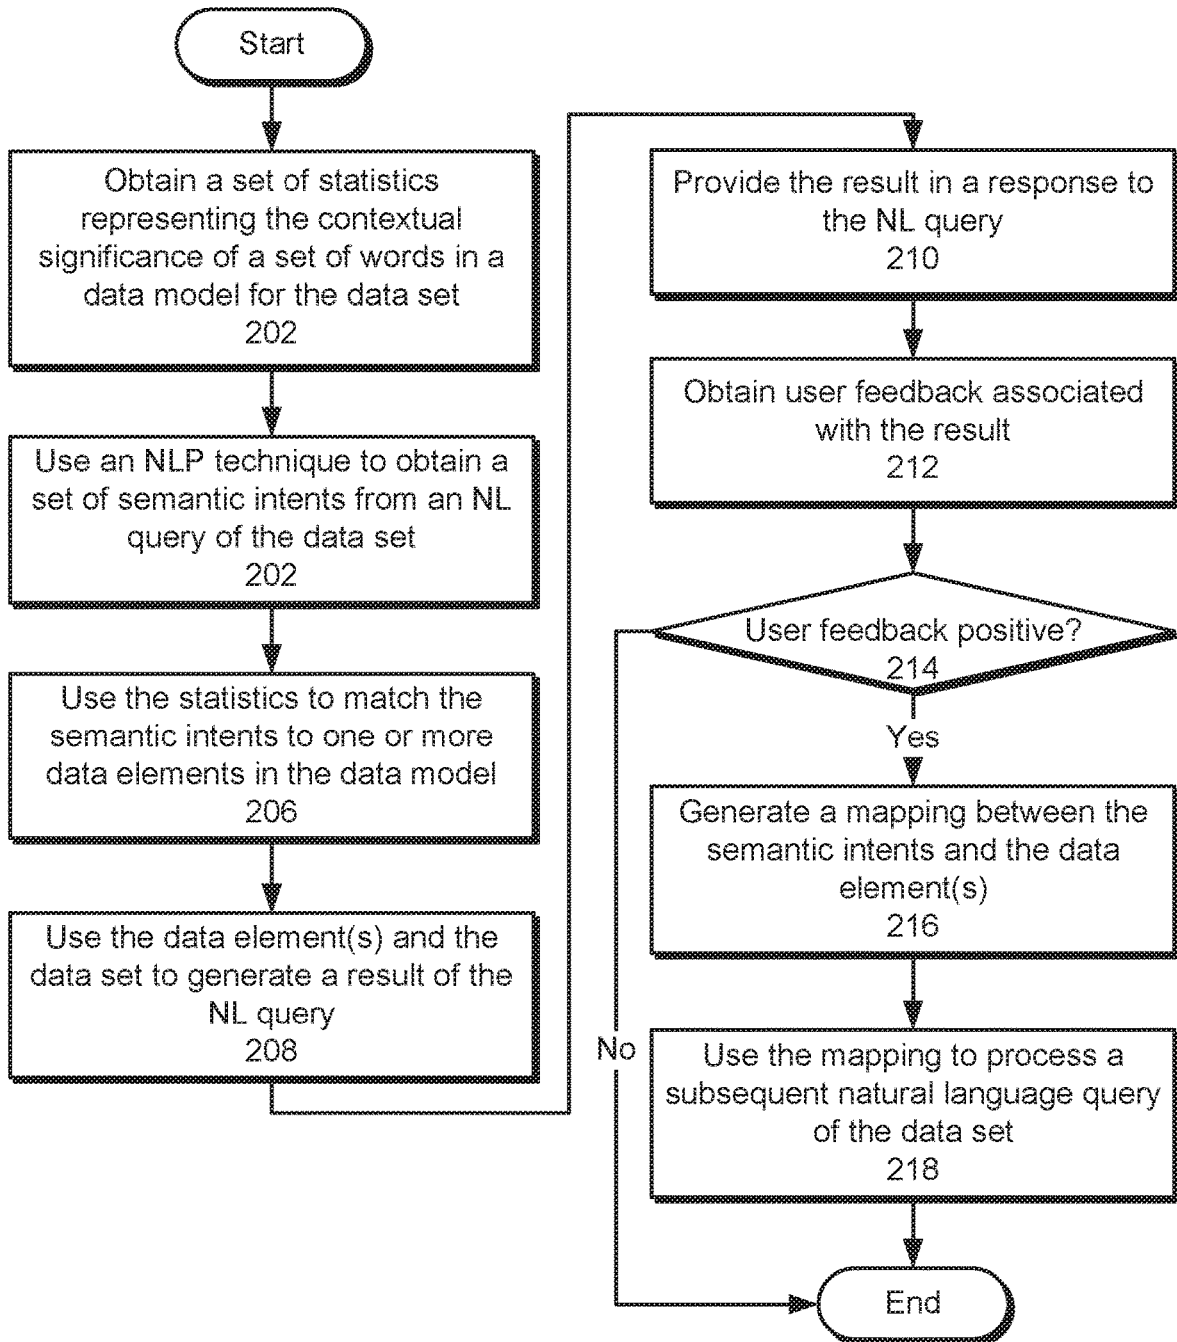 Start
Obtain a set of statistics
representing the contextual
significance of a set of words in a
data model for the data set
202
Use an NLP technique to obtain a
set of semantic intents from an NL
query of the data set
202
Use the statistics to match the
semantic intents to one or more
data elements in the data model
206
Use the data element(s) and the
data set to generate a result of the
NL query
208
Provide the result in a response to
the NL query
210
Obtain user feedback associated
with the result
212
User feedback positive?
214
Yes
Generate a mapping between the
semantic intents and the data
element(s)
216
No
Use the mapping to process a
subsequent natural language query
of the data set
218
End